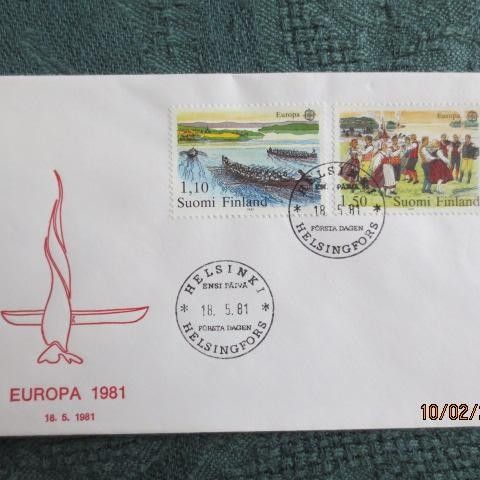 Europa
1,10
Suomi Finland
Europa
1,50
Suomi Finland
HELSINKI
ENSI PÄIVÄ
18. 5. 81
FÖRSTA DAGEN
HELSINGFORS
HELSINKI
ENSI PÄIVÄ
18. 5. 81
FÖRSTA DAGEN
HELSINGFORS
EUROPA 1981
18. 5. 1981
10/02/2